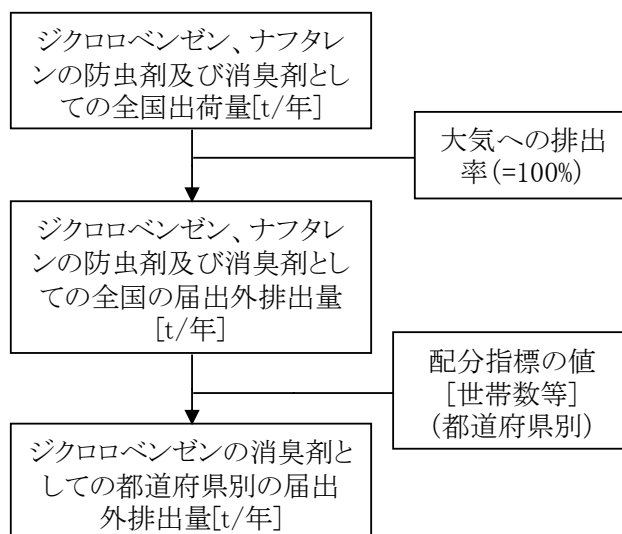 ジクロロベンゼン、ナフタレ
ンの防虫剤及び消臭剤とし
ての全国出荷量[t/年]
大気への排出
率(=100%)
ジクロロベンゼン、ナフタレ
ンの防虫剤及び消臭剤とし
ての全国の届出外排出量
[t/年]
配分指標の値
[世帯数等]
(都道府県別)
ジクロロベンゼンの消臭剤と
しての都道府県別の届出
外排出量[t/年]